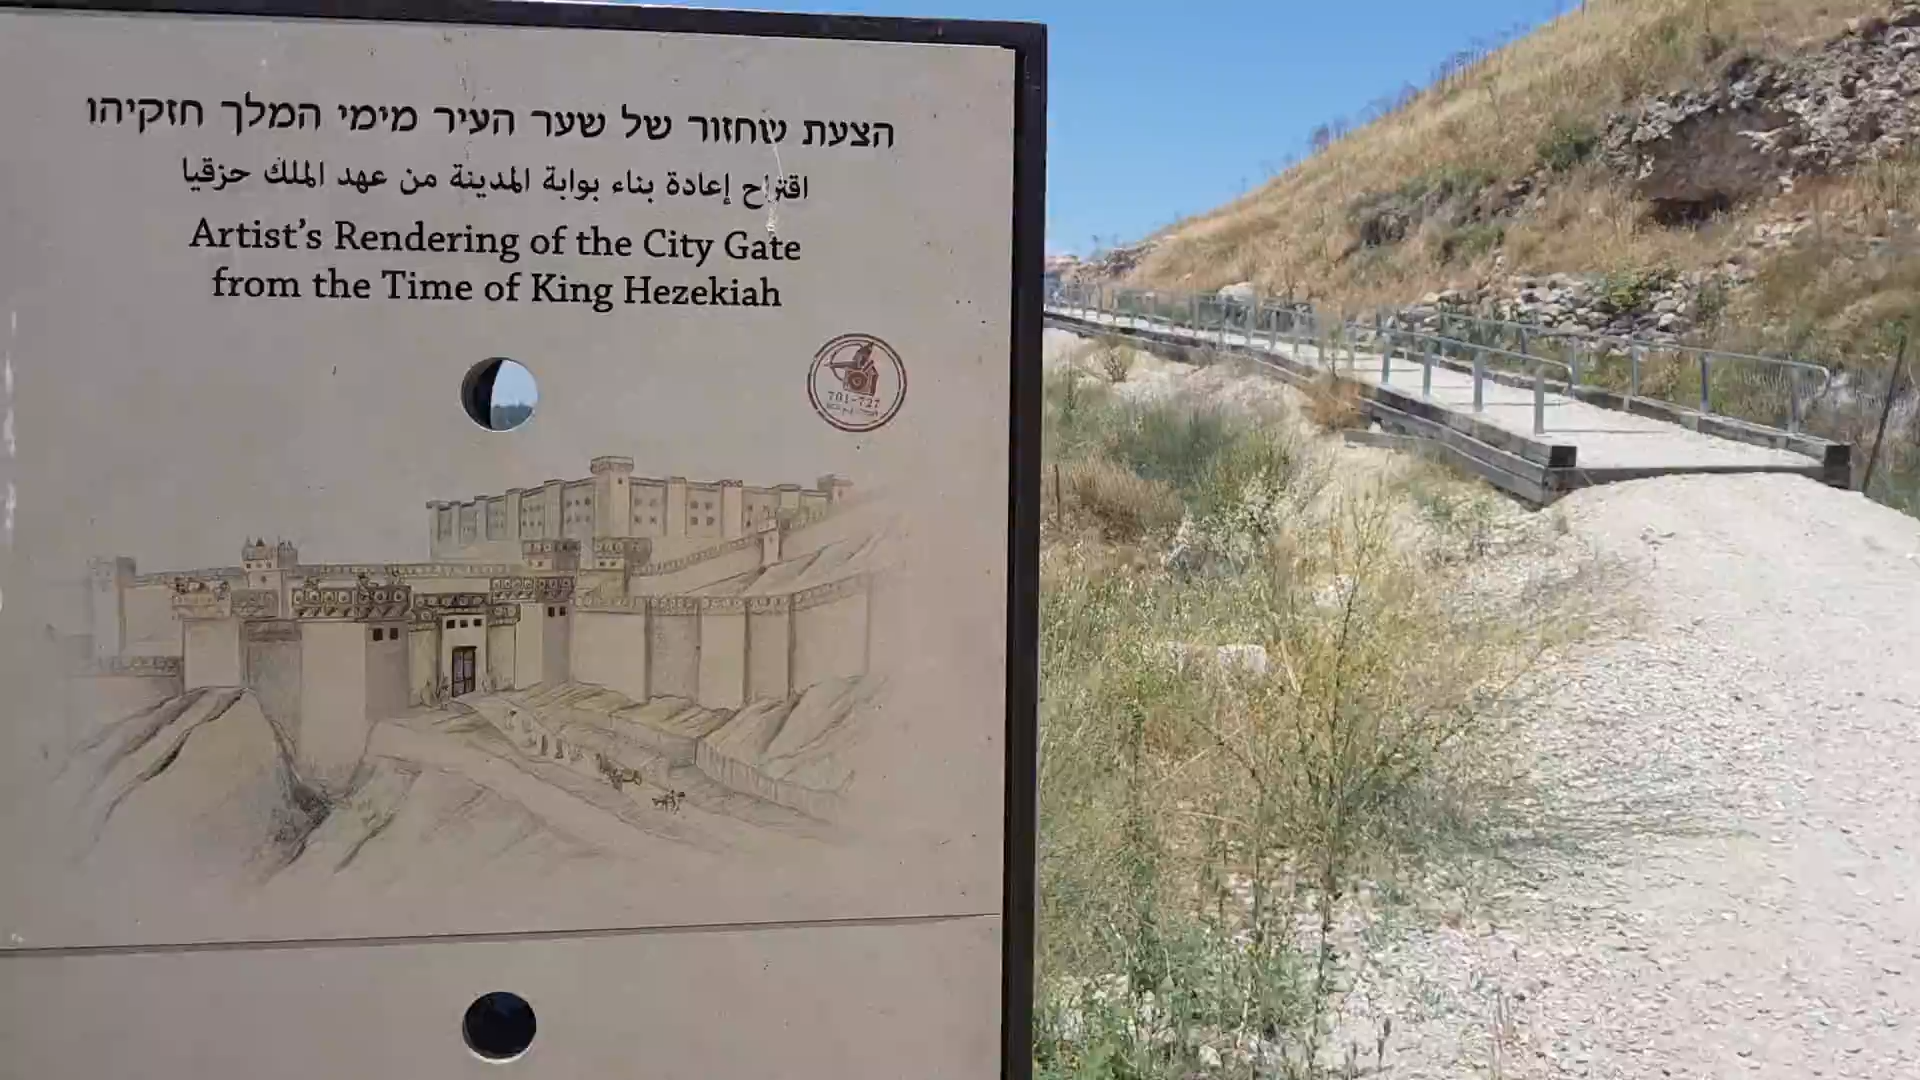 הצעת שחזור של שער העיר מימי המלך חזקיהו
اقتراح إعادة بناء بوابة المدينة من عهد الملك حزقيا
Artist's Rendering of the City Gate
from the Time of King Hezekiah
701-727